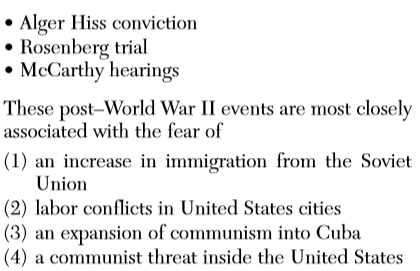 • Alger Hiss conviction
• Rosenberg trial
• McCarthy hearings
These post–World War II events are most closely
associated with the fear of
(1) an increase in immigration from the Soviet
Union
(2) labor conflicts in United States cities
(3) an expansion of communism into Cuba
(4) a communist threat inside the United States